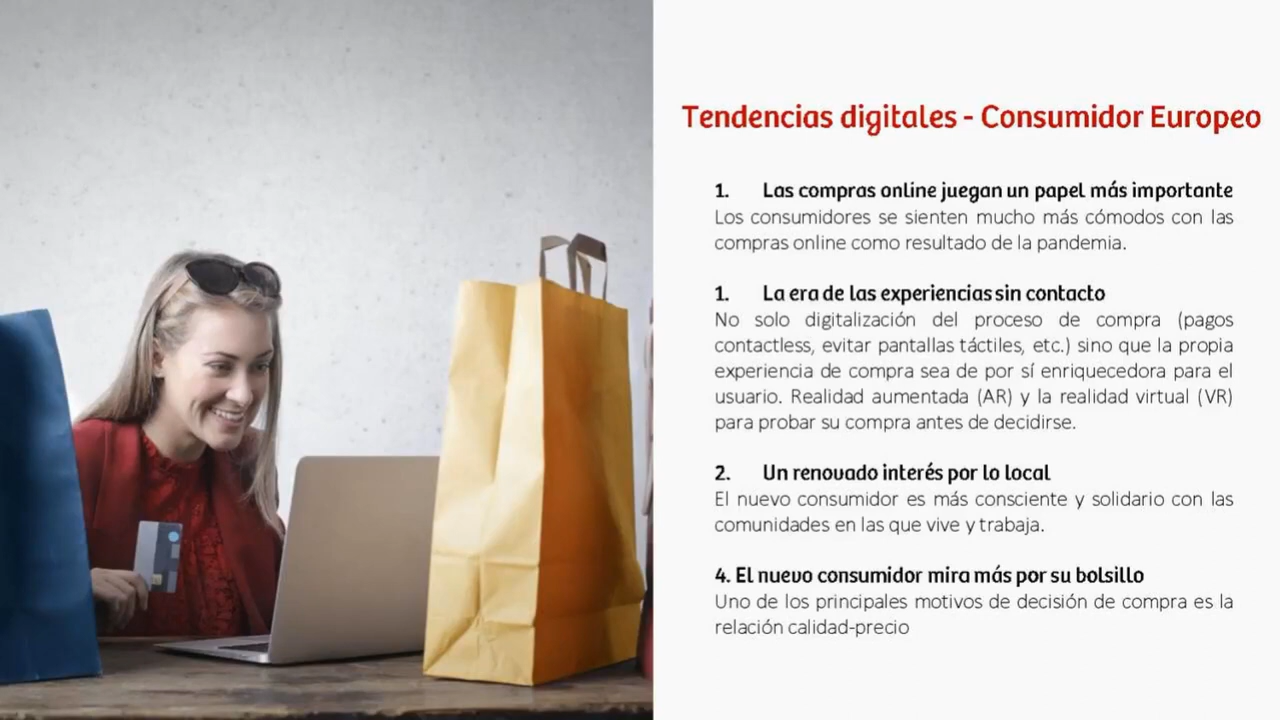 Tendencias digitales - Consumidor Europeo
1. Las compras online juegan un papel más importante
Los consumidores se sienten mucho más cómodos con las
compras online como resultado de la pandemia.
1. La era de las experiencias sin contacto
No solo digitalización del proceso de compra (pagos
contactless, evitar pantallas táctiles, etc.) sino que la propia
experiencia de compra sea de por sí enriquecedora para el
usuario. Realidad aumentada (AR) y la realidad virtual (VR)
para probar su compra antes de decidirse.
2. Un renovado interés por lo local
El nuevo consumidor es más consciente y solidario con las
comunidades en las que vive y trabaja.
4. El nuevo consumidor mira más por su bolsillo
Uno de los principales motivos de decisión de compra es la
relación calidad-precio